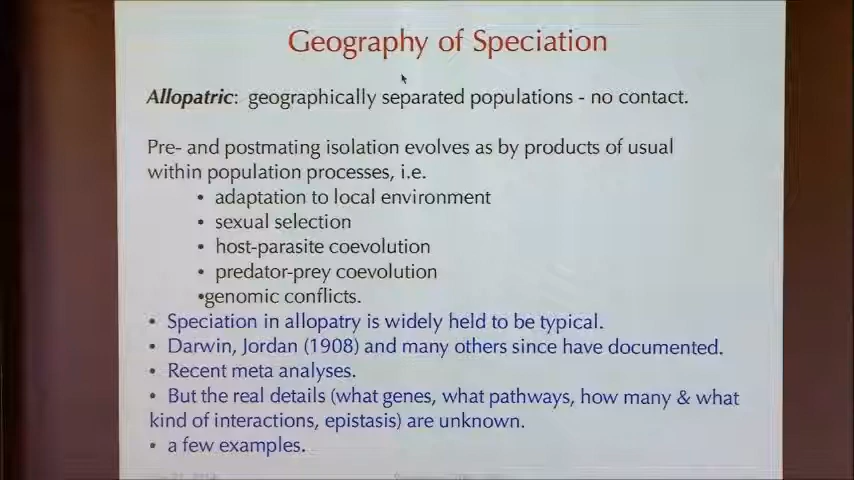 Geography of Speciation
Allopatric: geographically separated populations - no contact.
Pre- and postmating isolation evolves as by products of usual
within population processes, i.e.
• adaptation to local environment
• sexual selection
• host-parasite coevolution
• predator-prey coevolution
•genomic conflicts.
• Speciation in allopatry is widely held to be typical.
• Darwin, Jordan (1908) and many others since have documented.
• Recent meta analyses.
• But the real details (what genes, what pathways, how many & what
kind of interactions, epistasis) are unknown.
• a few examples.